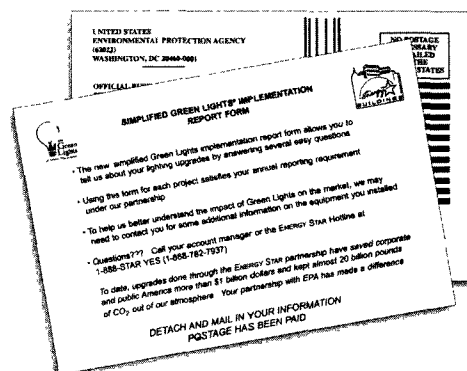 UNITED STATES
ENVIRONMENTAL PROTECTION AGENCY
(6202J)
WASHINGTON, DC 20460-0001
OFFICIAL
NO POSTAGE
STATES
Green
Lights
BUILDINGS
SIMPLIFIED GREEN LIGHTS® IMPLEMENTATION
REPORT FORM
• The new simplified Green Lights implementation report form allows you to
tell us about your lighting upgrades by answering several easy questions
• Using this form for each project satisfies your annual reporting requirement
under our partnership
• To help us better understand the impact of Green Lights on the market, we may
need to contact you for some additional information on the equipment you installed
• Questions??? Call your account manager or the ENERGY STAR Hotline at
1-888-STAR YES (1-888-782-7937)
To date, upgrades done through the ENERGY STAR partnership have saved corporate
and public America more than $1 billion dollars and kept almost 20 billion pounds
of CO2 out of our atmosphere Your partnership with EPA has made a difference
DETACH AND MAIL IN YOUR INFORMATION
POSTAGE HAS BEEN PAID